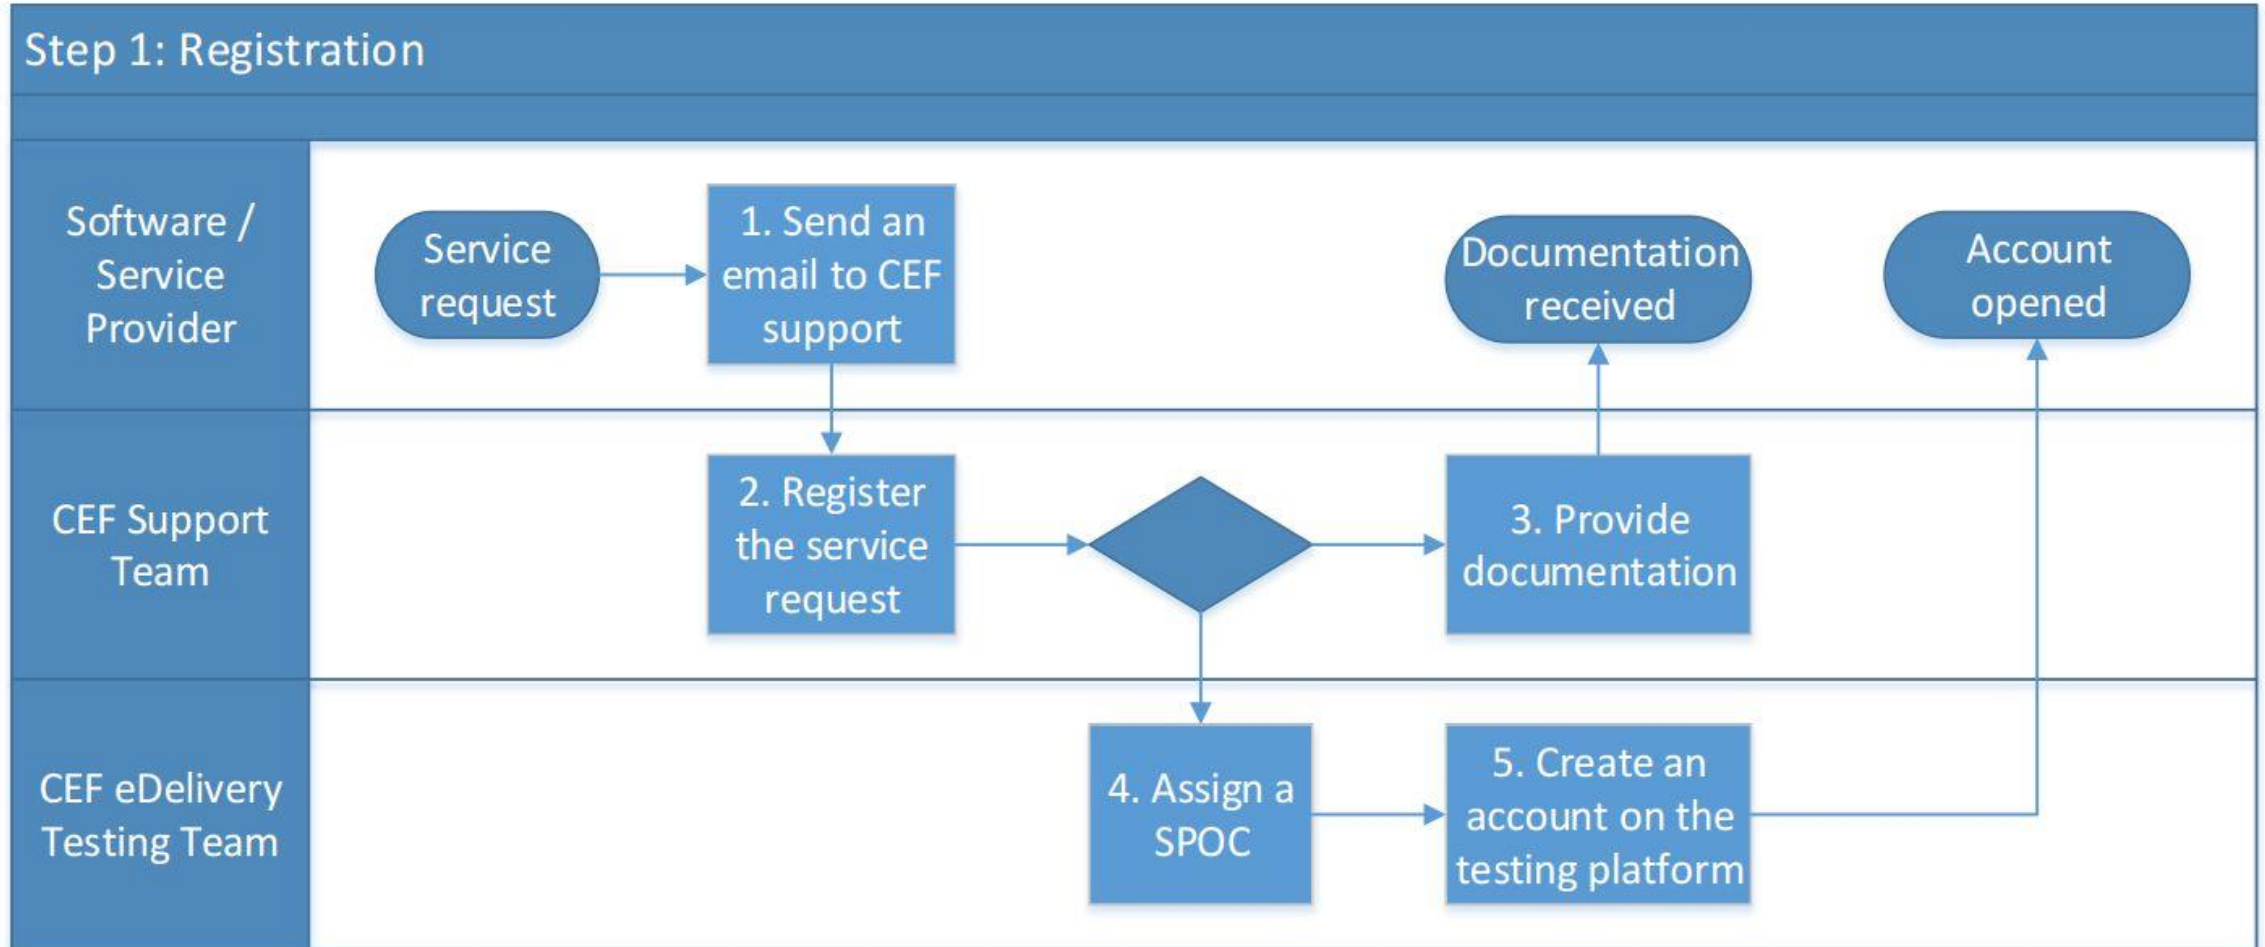 Step 1: Registration
Software /
Service
Provider
Service
request
1. Send an
email to CEF
support
Documentation
received
Account
opened
CEF Support
Team
2. Register
the service
request
3. Provide
documentation
CEF eDelivery
Testing Team
4. Assign a
SPOC
5. Create an
account on the
testing platform